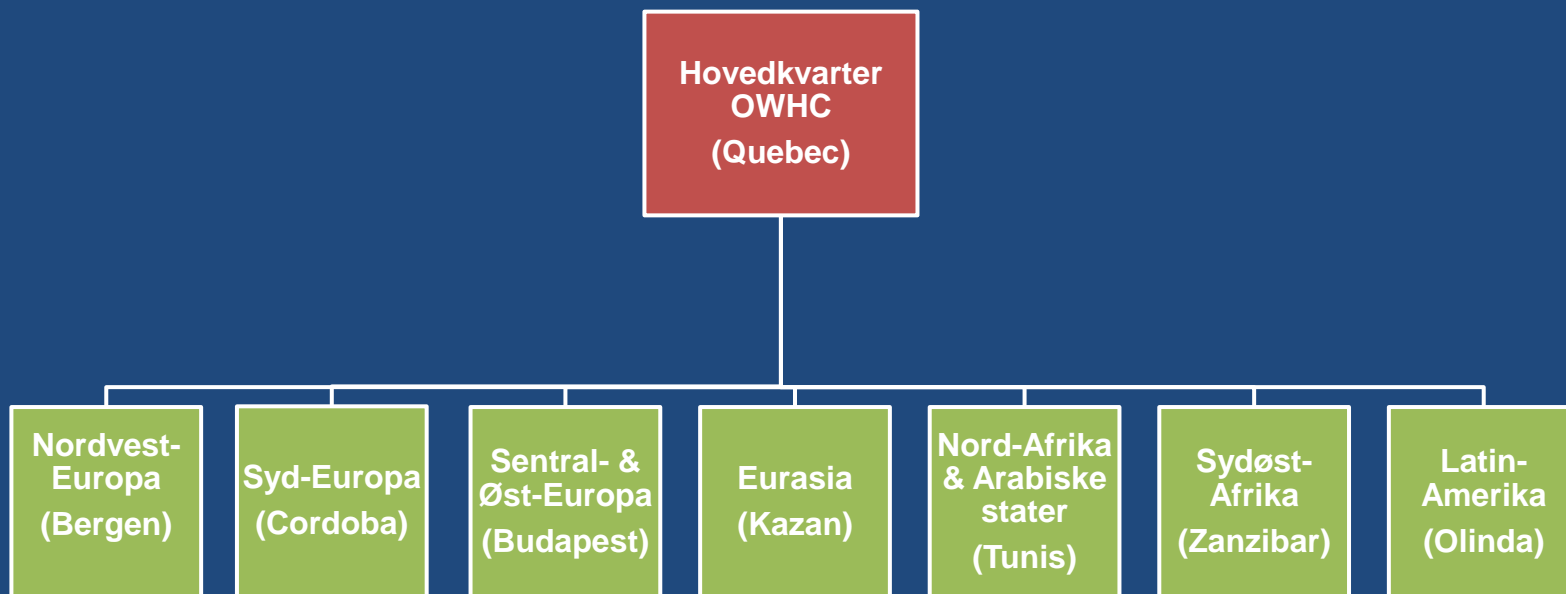 Hovedkvarter
OWHC
(Quebec)
Nordvest-
Europa
(Bergen)
Syd-Europa
(Cordoba)
Sentral- &
Øst-Europa
(Budapest)
Eurasia
(Kazan)
Nord-Afrika
& Arabiske
stater
(Tunis)
Sydøst-
Afrika
(Zanzibar)
Latin-
Amerika
(Olinda)